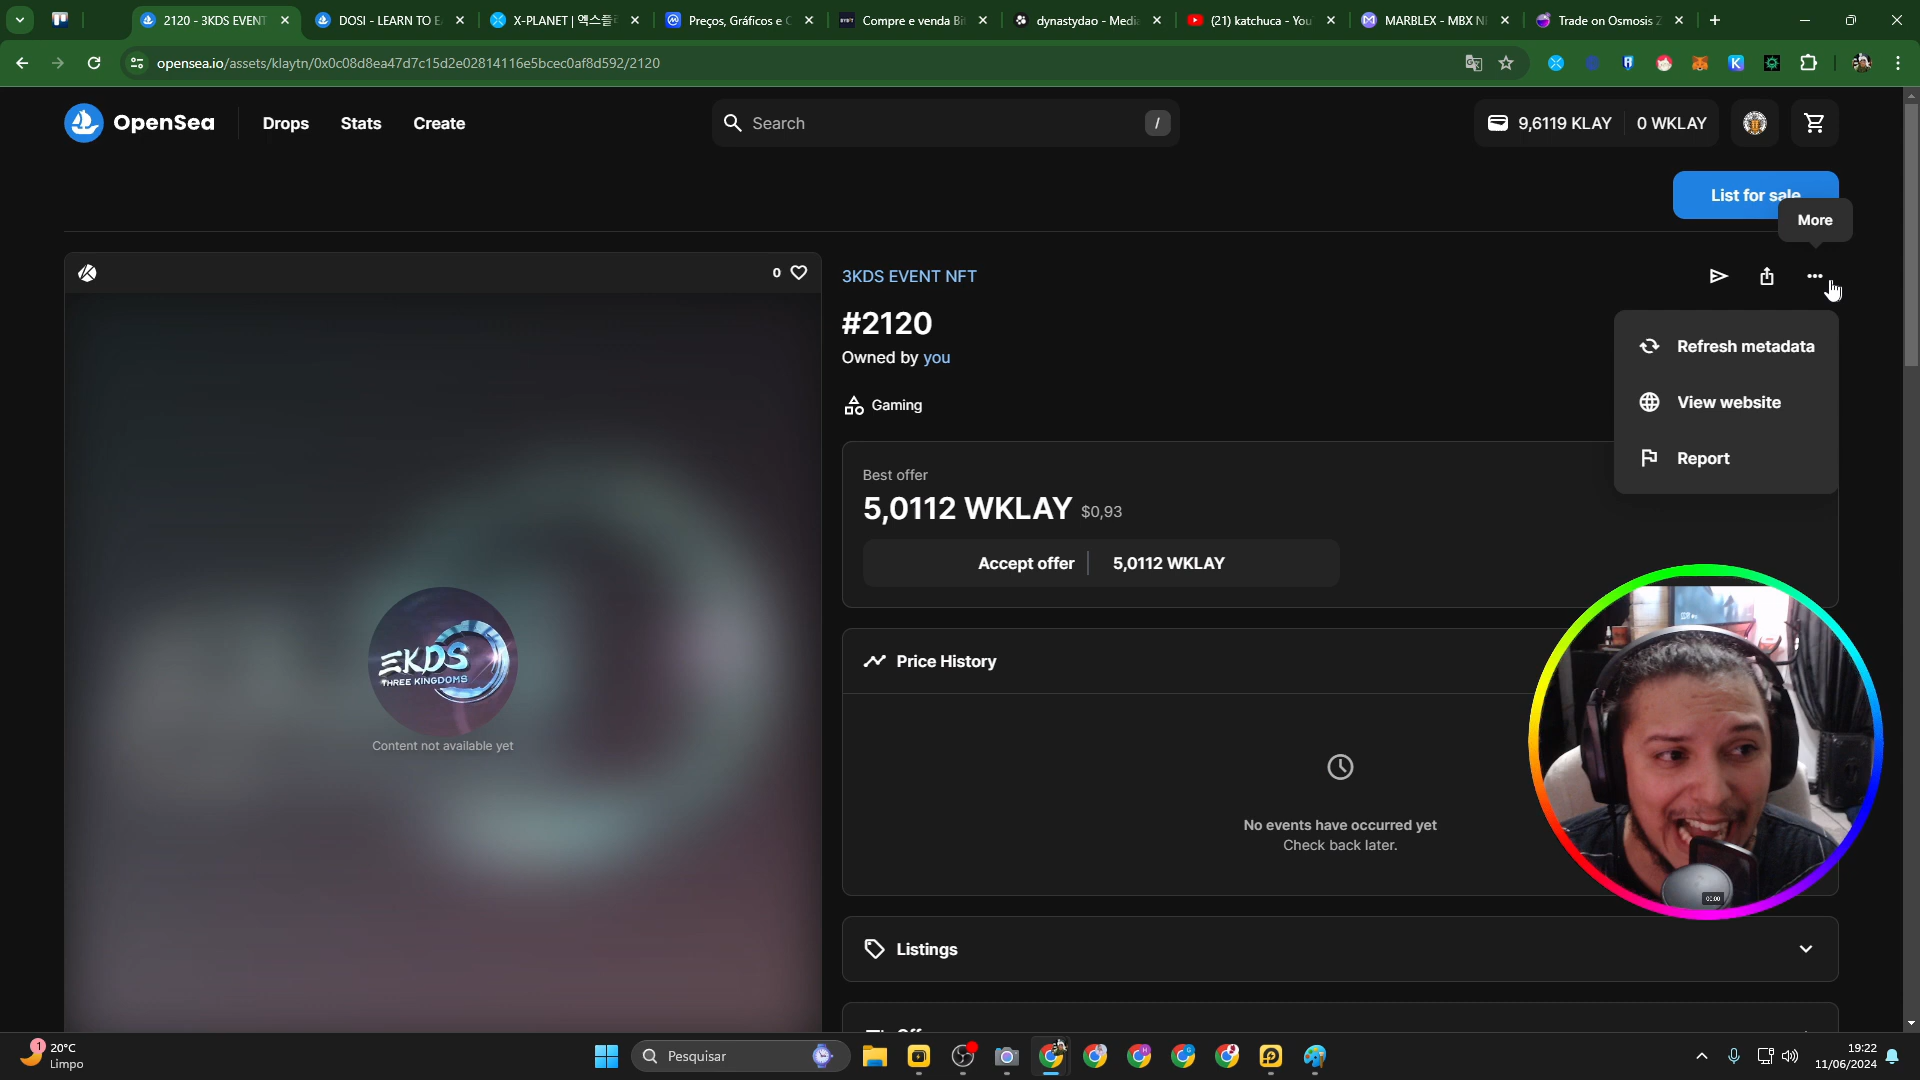 2120 - 3KDS EVENT
DOSI - LEARN TO E
X-PLANET | 엑스플
Preços, Gráficos e C
Compre e venda Bi
dynastydao - Media
(21) katchuca - You
MARBLEX - MBX N
Trade on Osmosis Z
opensea.io/assets/klaytn/0x0c08d8ea47d7c15d2e02814116e5bcec0af8d592/2120
OpenSea
Drops
Stats
Create
Search
/
9,6119 KLAY
0 WKLAY
List for sale
More
0
3KDS EVENT NFT
#2120
Owned by you
Gaming
Refresh metadata
View website
Report
Best offer
5,0112 WKLAY $0,93
Accept offer
5,0112 WKLAY
3KDS
THREE KINGDOMS
Content not available yet
Price History
No events have occurred yet
Check back later.
00:00
Listings
1
20°C
Limpo
Pesquisar
19:22
11/06/2024